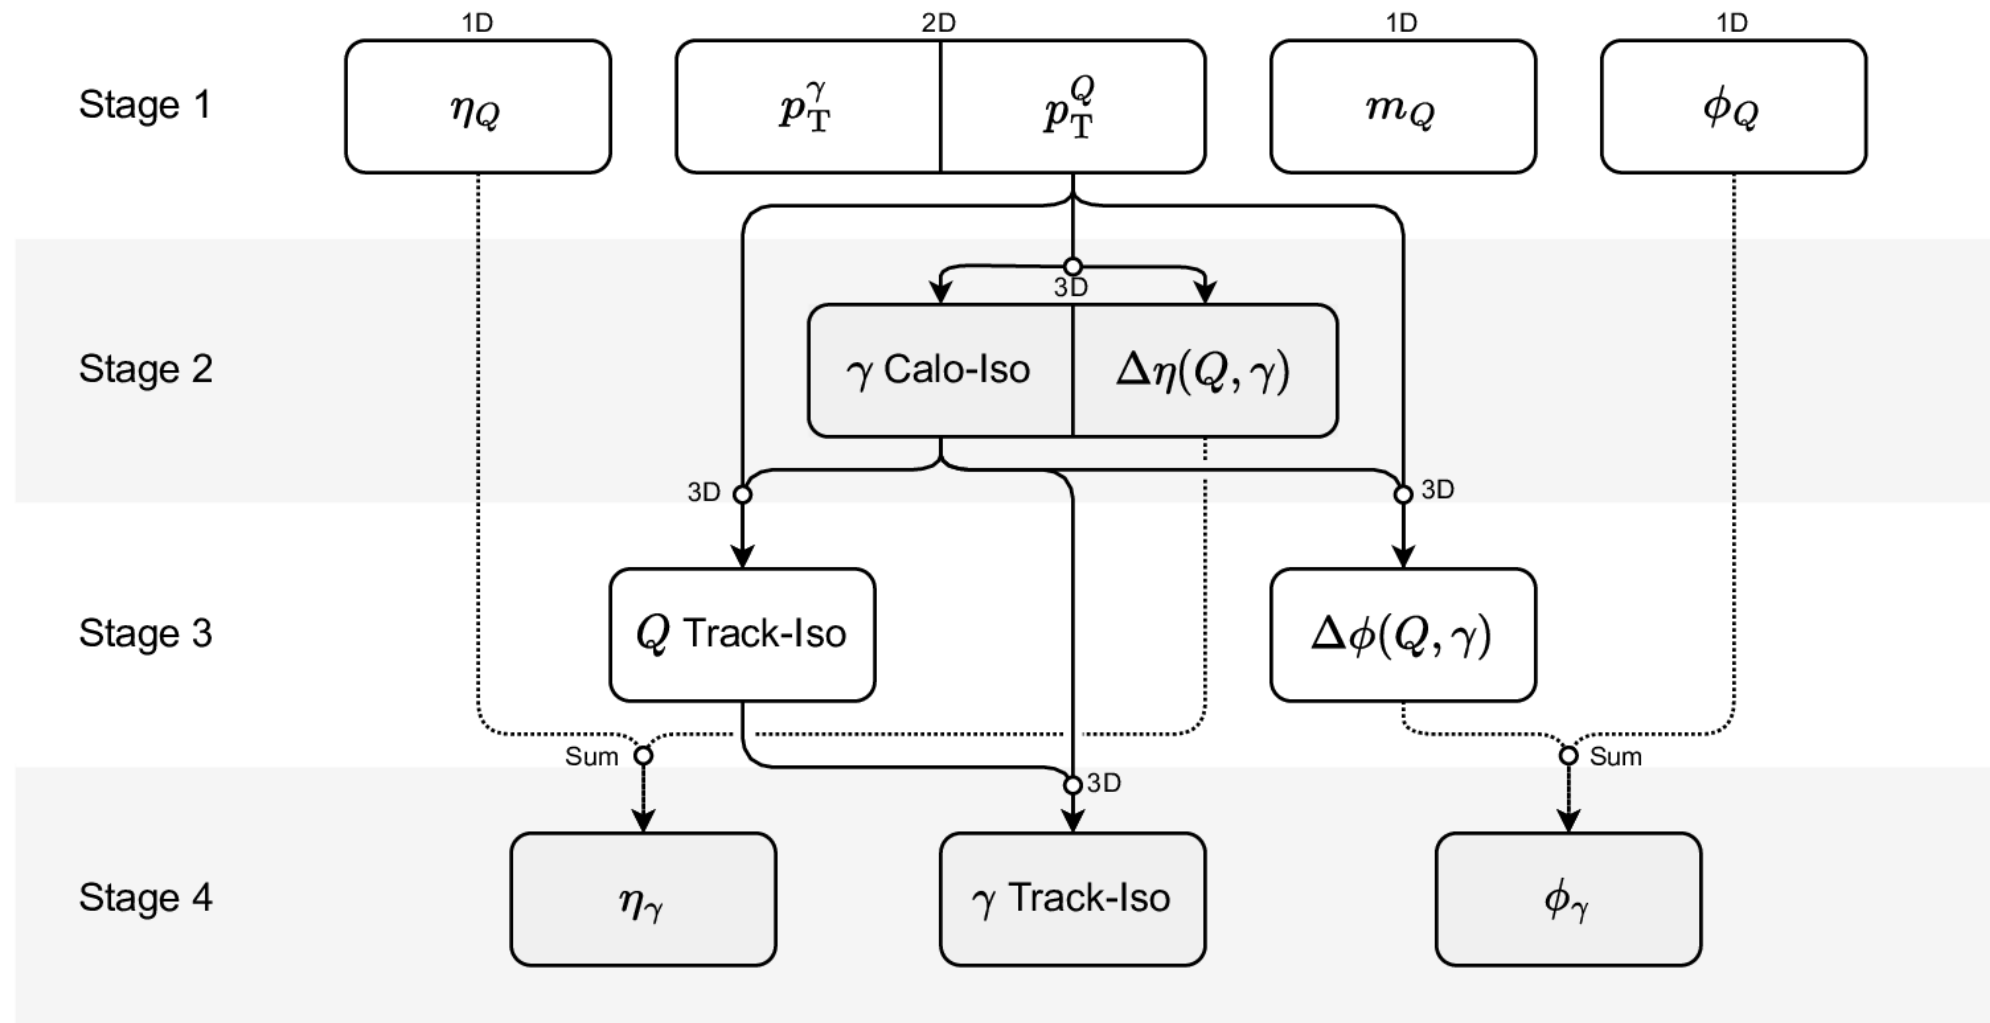 1D 2D 1D 1D
Stage 1 η_Q p_T^γ p_T^Q m_Q ϕ_Q
3D
Stage 2 γ Calo-Iso Δη(Q, γ)
3D 3D
Stage 3 Q Track-Iso Δϕ(Q, γ)
Sum Sum
3D
Stage 4 η_γ γ Track-Iso ϕ_γ